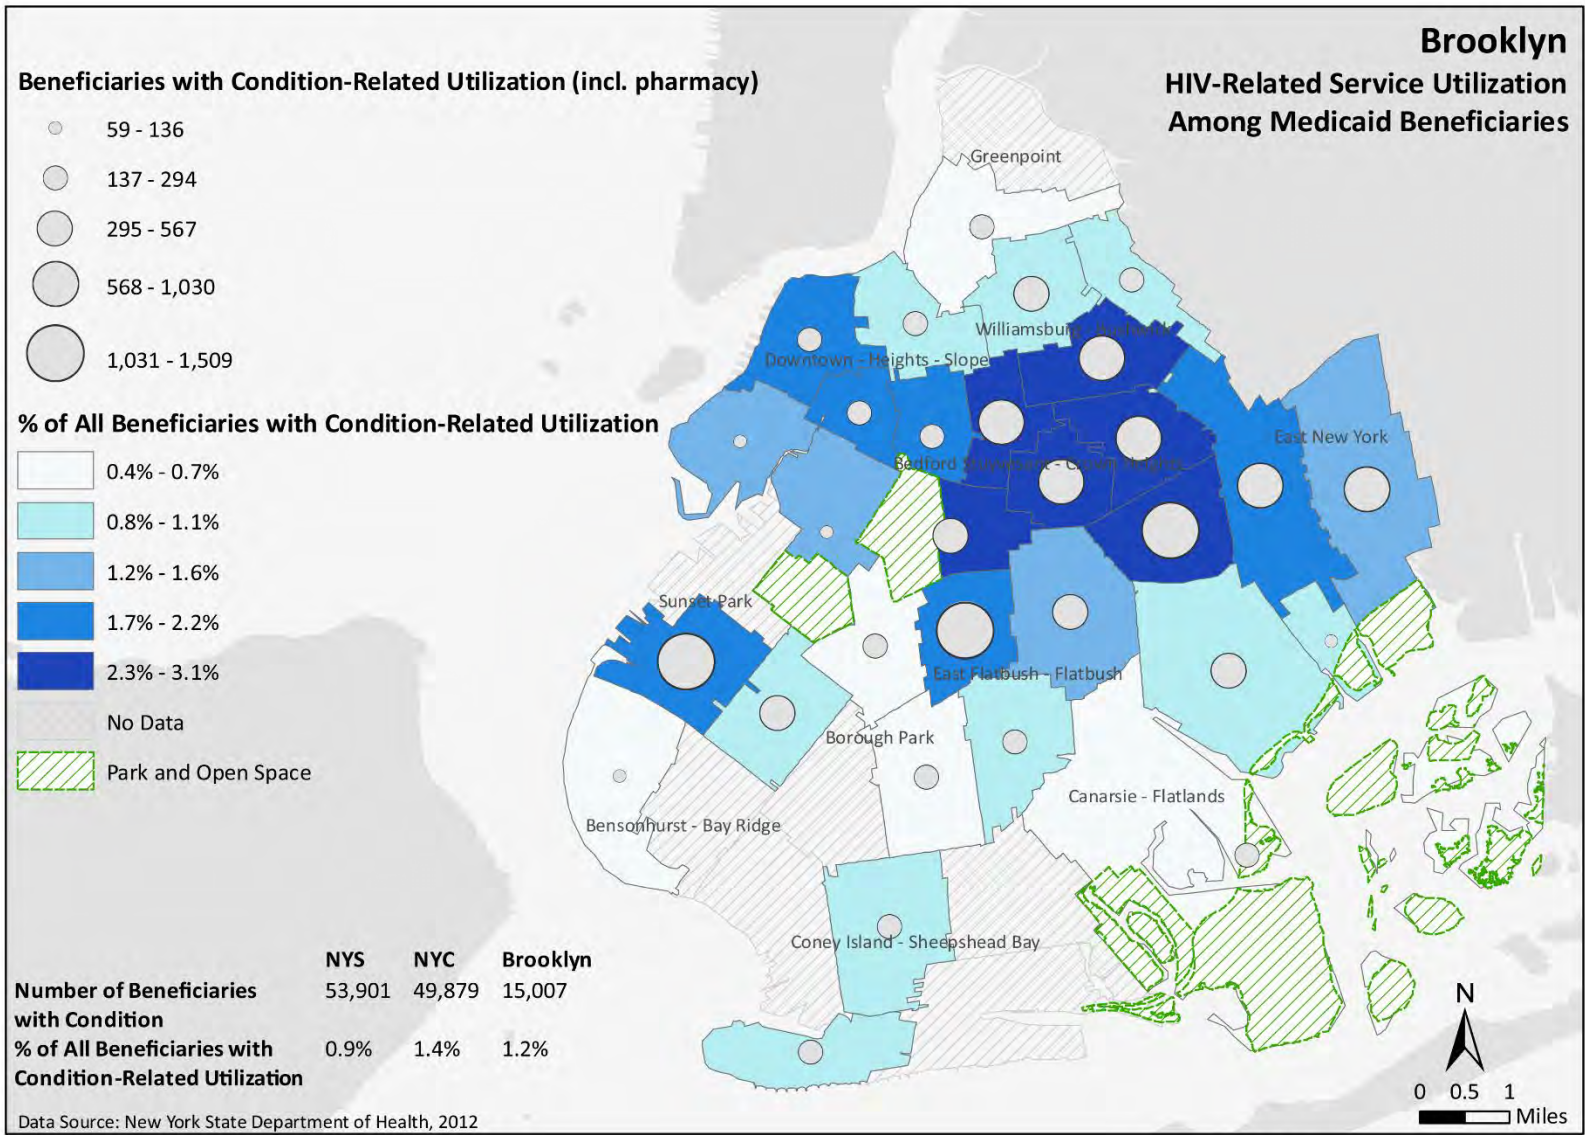 Brooklyn
HIV-Related Service Utilization
Among Medicaid Beneficiaries
Beneficiaries with Condition-Related Utilization (incl. pharmacy)
59 - 136
137 - 294
295 - 567
568 - 1,030
1,031 - 1,509
% of All Beneficiaries with Condition-Related Utilization
0.4% - 0.7%
0.8% - 1.1%
1.2% - 1.6%
1.7% - 2.2%
2.3% - 3.1%
No Data
Park and Open Space
Greenpoint
Williamsburg - Bushwick
Downtown - Heights - Slope
East New York
Bedford Stuyvesant - Crown Heights
Sunset Park
East Flatbush - Flatbush
Borough Park
Canarsie - Flatlands
Bensonhurst - Bay Ridge
Coney Island - Sheepshead Bay
NYS NYC Brooklyn
Number of Beneficiaries 53,901 49,879 15,007
with Condition
% of All Beneficiaries with 0.9% 1.4% 1.2%
Condition-Related Utilization
Data Source: New York State Department of Health, 2012
N
0 0.5 1
Miles